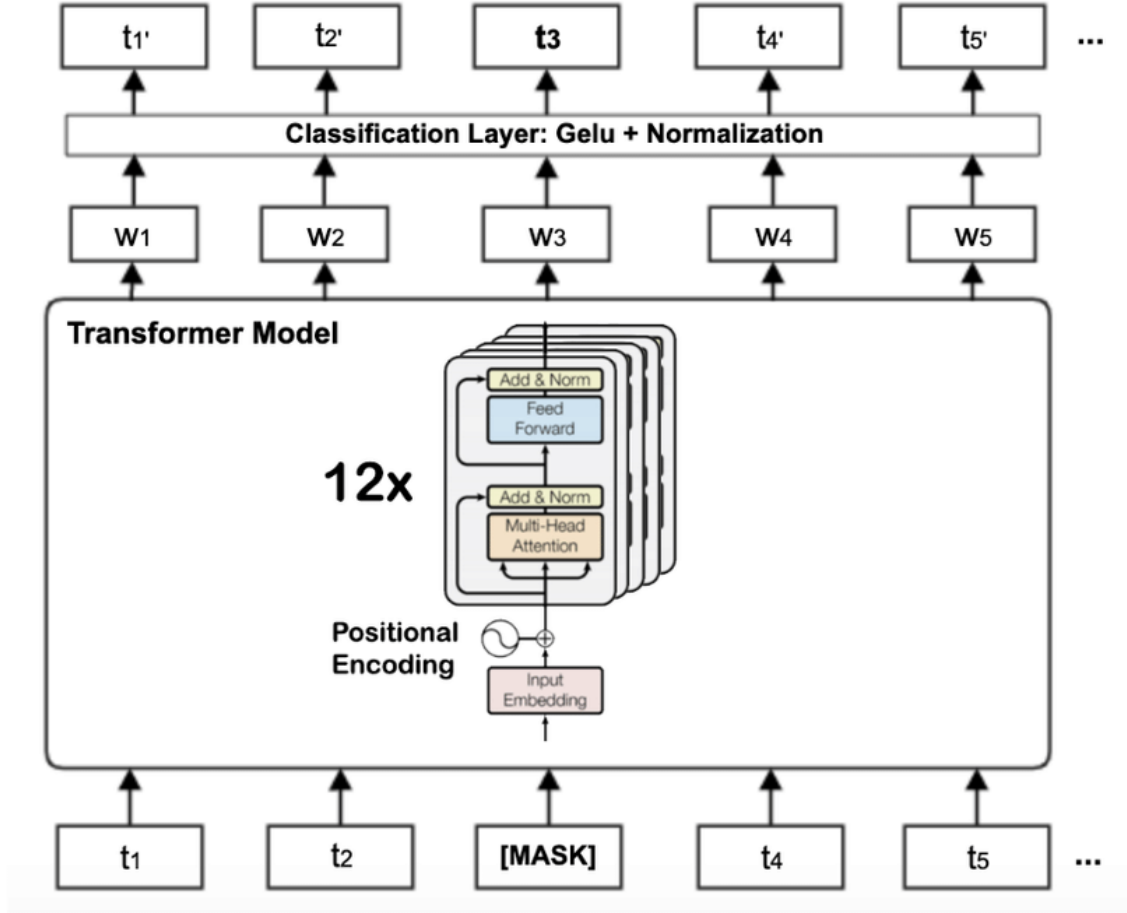 t1' t2' t3 t4' t5' ...
Classification Layer: Gelu + Normalization
W1 W2 W3 W4 W5
Transformer Model
Add & Norm
Feed
Forward
12x
Add & Norm
Multi-Head
Attention
Positional
Encoding
Input
Embedding
t1 t2 [MASK] t4 t5 ...